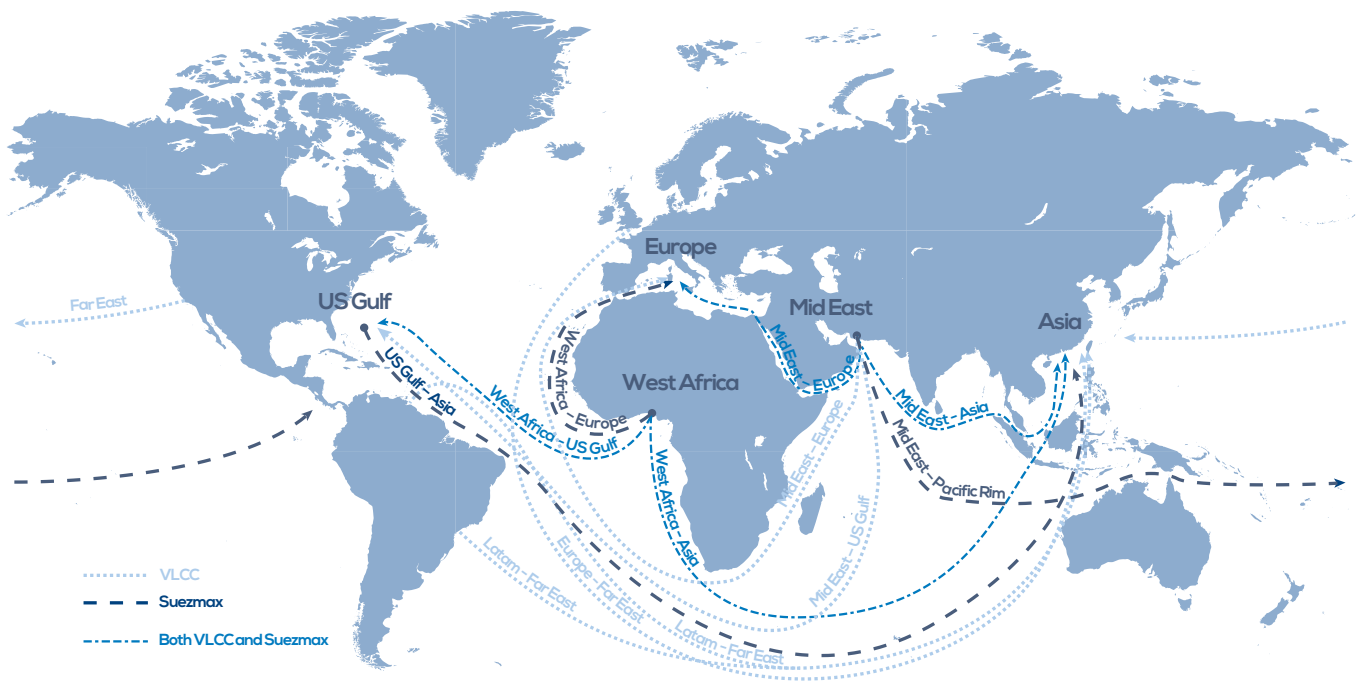 Europe
Far East
US Gulf
Mid East
Asia
West Africa
West Africa – Europe
Mid East – Europe
US Gulf – Asia
West Africa – US Gulf
Mid East – Asia
Mid East – Pacific Rim
Mid East – Europe
West Africa – Asia
Mid East – US Gulf
Latam – Far East
Europe – Far East
Latam – Far East
VLCC
Suezmax
Both VLCC and Suezmax